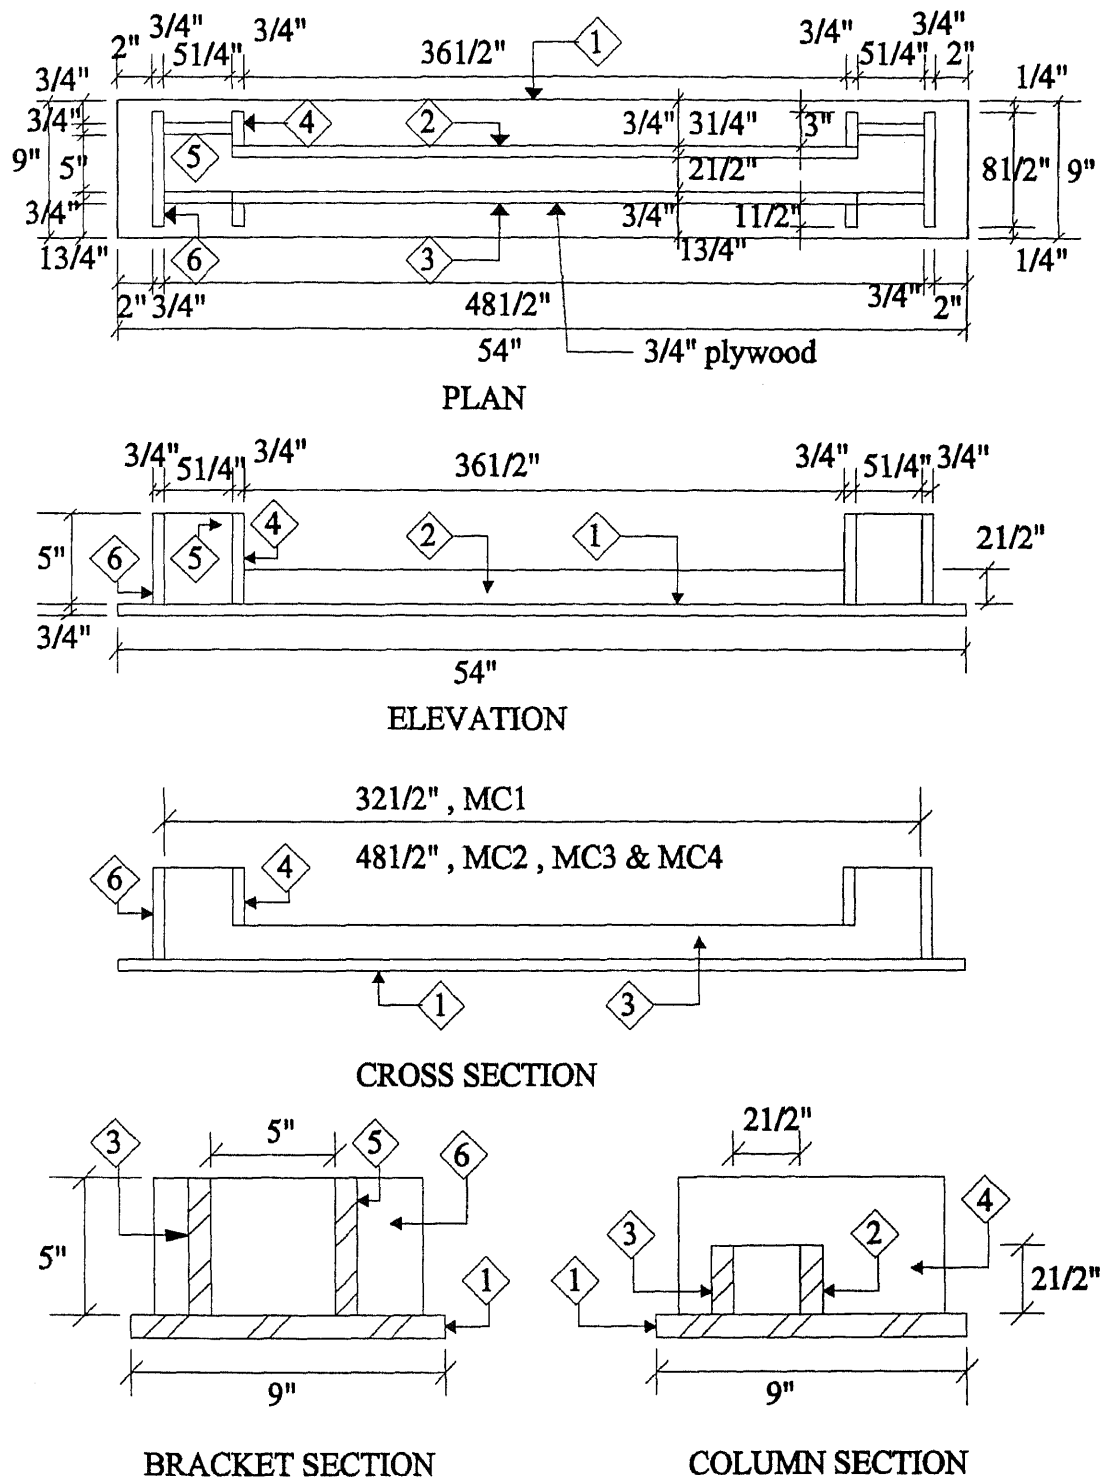 3/4" 3/4" 3/4" 3/4"
2" 51/4" 361/2" 1 51/4" 2"
3/4" 1/4"
3/4" 4 2 3/4" 31/4" 3"
9" 5" 5 21/2" 81/2" 9"
3/4" 3/4" 11/2"
13/4" 6 3 13/4" 1/4"
2" 3/4" 481/2" 3/4" 2"
54" 3/4" plywood
PLAN
3/4" 51/4" 3/4" 361/2" 3/4" 51/4" 3/4"
5" 6 5 4 2 1 21/2"
3/4"
54"
ELEVATION
321/2" , MC1
481/2" , MC2 , MC3 & MC4
6 4
1 3
CROSS SECTION
3 5" 5 6 21/2"
4
5" 3 2
1 1 21/2"
9" 9"
BRACKET SECTION COLUMN SECTION